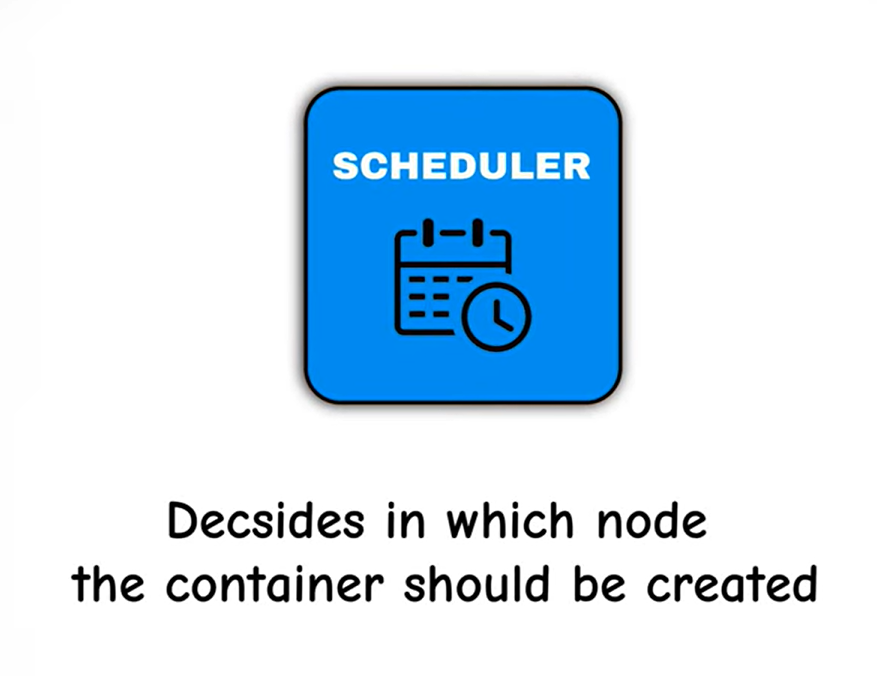 SCHEDULER
Decsides in which node
the container should be created